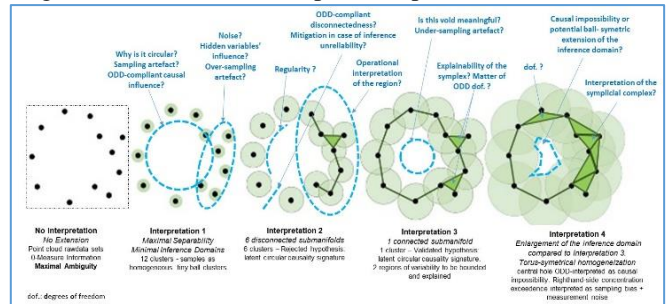 Why is it circular?
Sampling artefact?
ODD-compliant causal
influence?
Noise?
Hidden variables'
influence?
Over-sampling
artefact?
ODD-compliant
disconnectedness?
Mitigation in case of inference
unreliability?
Regularity ?
Operational
interpretation
of the region?
Is this void meaningful?
Under-sampling artefact?
Explainability of the
symplex? Matter of
ODD dof. ?
Causal impossibility or
potential ball- symetric
extension of the
inference domain?
dof. ?
Interpretation of the
symplicial complex?
No Interpretation
No Extension
Point cloud rawdata sets
0-Measure Information
Maximal Ambiguity
Interpretation 1
Maximal Separability
Minimal Inference Domains
12 clusters - samples as
homogeneous tiny ball clusters
Interpretation 2
6 disconnected submanifolds
6 clusters – Rejected hypothesis:
latent circular causality signature
Interpretation 3
1 connected submanifold
1 cluster – Validated hypothesis:
latent circular causality signature.
2 regions of variability to be bounded
and explained
Interpretation 4
Enlargement of the inference domain
compared to interpretation 3.
Torus-symetrical homogeneization
central hole ODD-interpreted as causal
impossibility. Righthand-side concentration
exceedence interpreted as sampling bias +
measurement noise
dof.: degrees of freedom